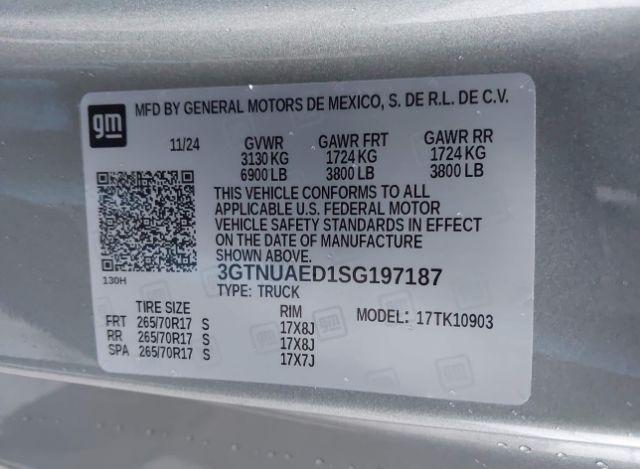 gm
MFD BY GENERAL MOTORS DE MEXICO, S. DE R.L. DE C.V.
11/24 GVWR GAWR FRT GAWR RR
3130 KG 1724 KG 1724 KG
6900 LB 3800 LB 3800 LB
THIS VEHICLE CONFORMS TO ALL
APPLICABLE U.S. FEDERAL MOTOR
VEHICLE SAFETY STANDARDS IN EFFECT
ON THE DATE OF MANUFACTURE
SHOWN ABOVE.
3GTNUAED1SG197187
130H
TYPE: TRUCK
TIRE SIZE RIM MODEL: 17TK10903
FRT 265/70R17 S 17X8J
RR 265/70R17 S 17X8J
SPA 265/70R17 S 17X7J